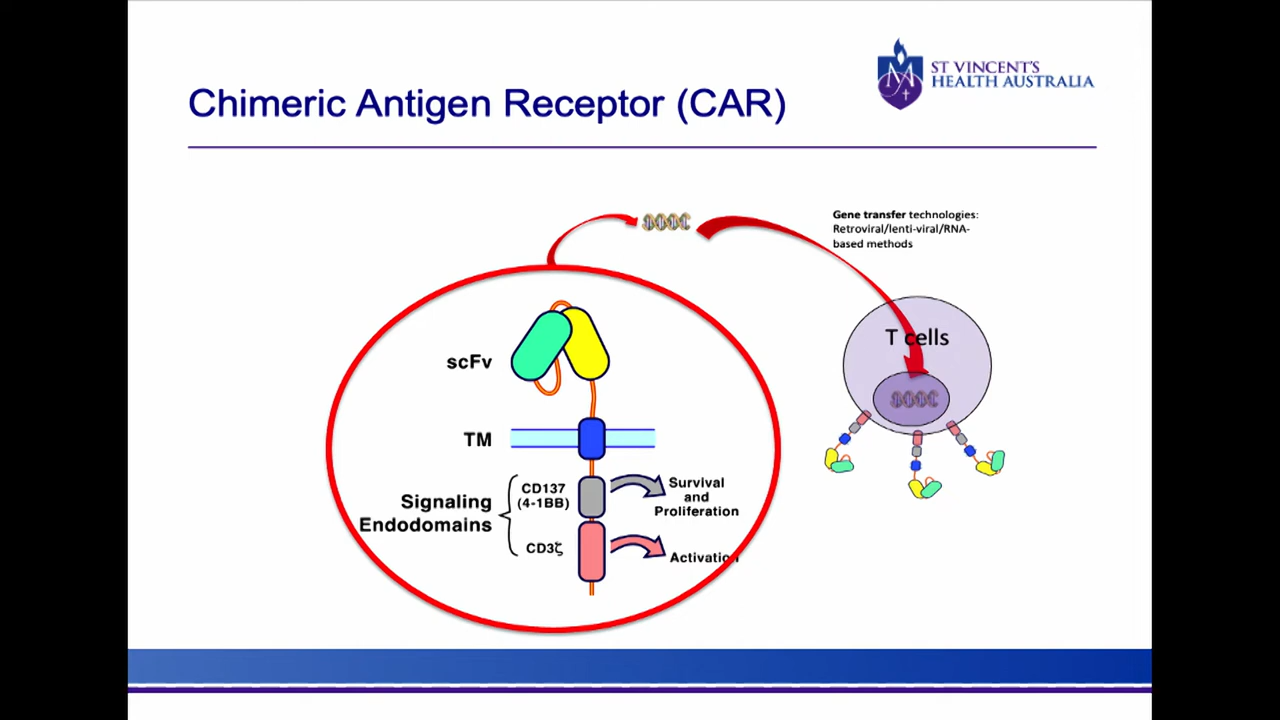 ST VINCENT'S
HEALTH AUSTRALIA
Chimeric Antigen Receptor (CAR)
Gene transfer technologies:
Retroviral/lenti-viral/RNA-
based methods
T cells
scFv
TM
Signaling
Endodomains
CD137
(4-1BB)
CD3ζ
Survival
and
Proliferation
Activation